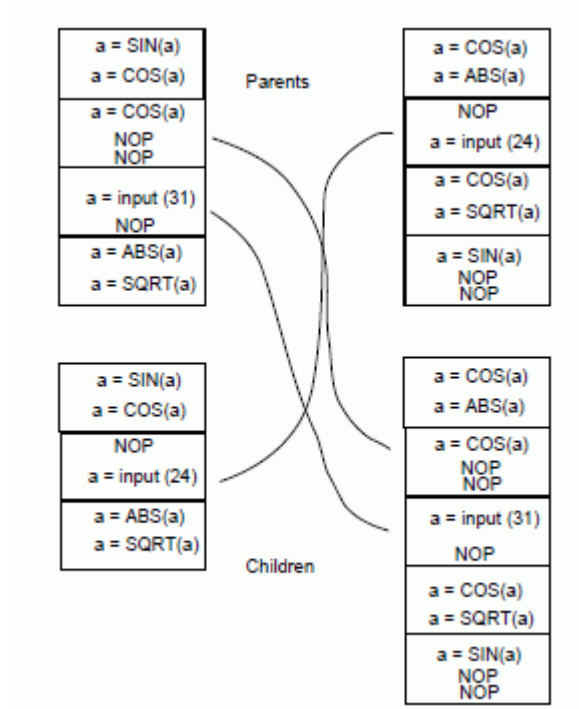 a = SIN(a)
a = COS(a)
a = COS(a)
NOP
NOP
a = input (31)
NOP
a = ABS(a)
a = SQRT(a)
Parents
a = COS(a)
a = ABS(a)
NOP
a = input (24)
a = COS(a)
a = SQRT(a)
a = SIN(a)
NOP
NOP
a = SIN(a)
a = COS(a)
NOP
a = input (24)
a = ABS(a)
a = SQRT(a)
Children
a = COS(a)
a = ABS(a)
a = COS(a)
NOP
NOP
a = input (31)
NOP
a = COS(a)
a = SQRT(a)
a = SIN(a)
NOP
NOP